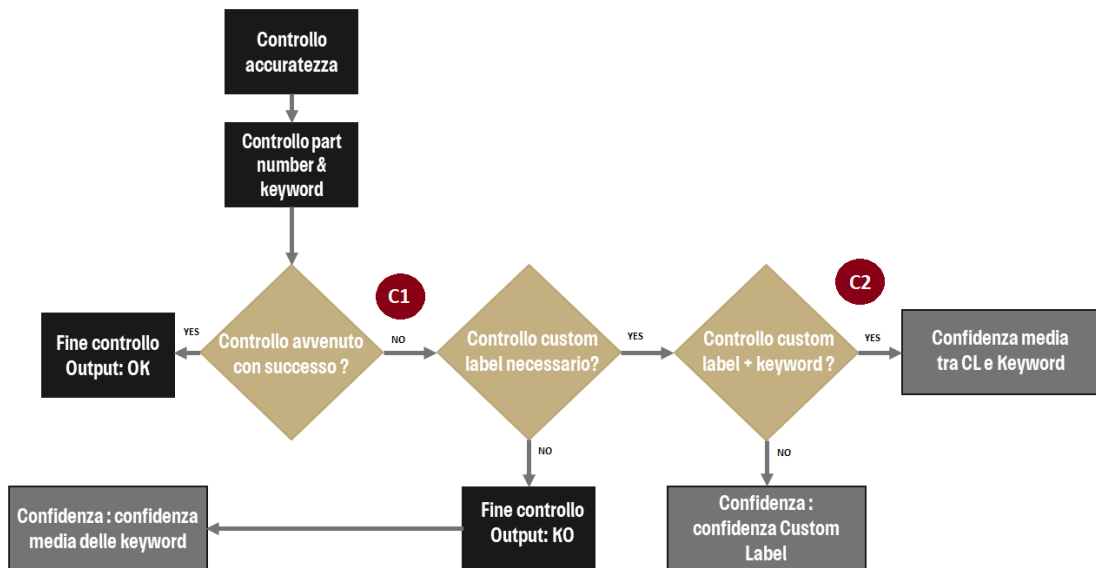 Controllo
accuratezza
Controllo part
number &
keyword
C1
C2
YES
Fine controllo
Output: OK
Controllo avvenuto
con successo ?
NO
Controllo custom
label necessario?
YES
Controllo custom
label + keyword ?
YES
Confidenza media
tra CL e Keyword
NO
NO
Confidenza : confidenza
media delle keyword
Fine controllo
Output: KO
Confidenza :
confidenza Custom
Label